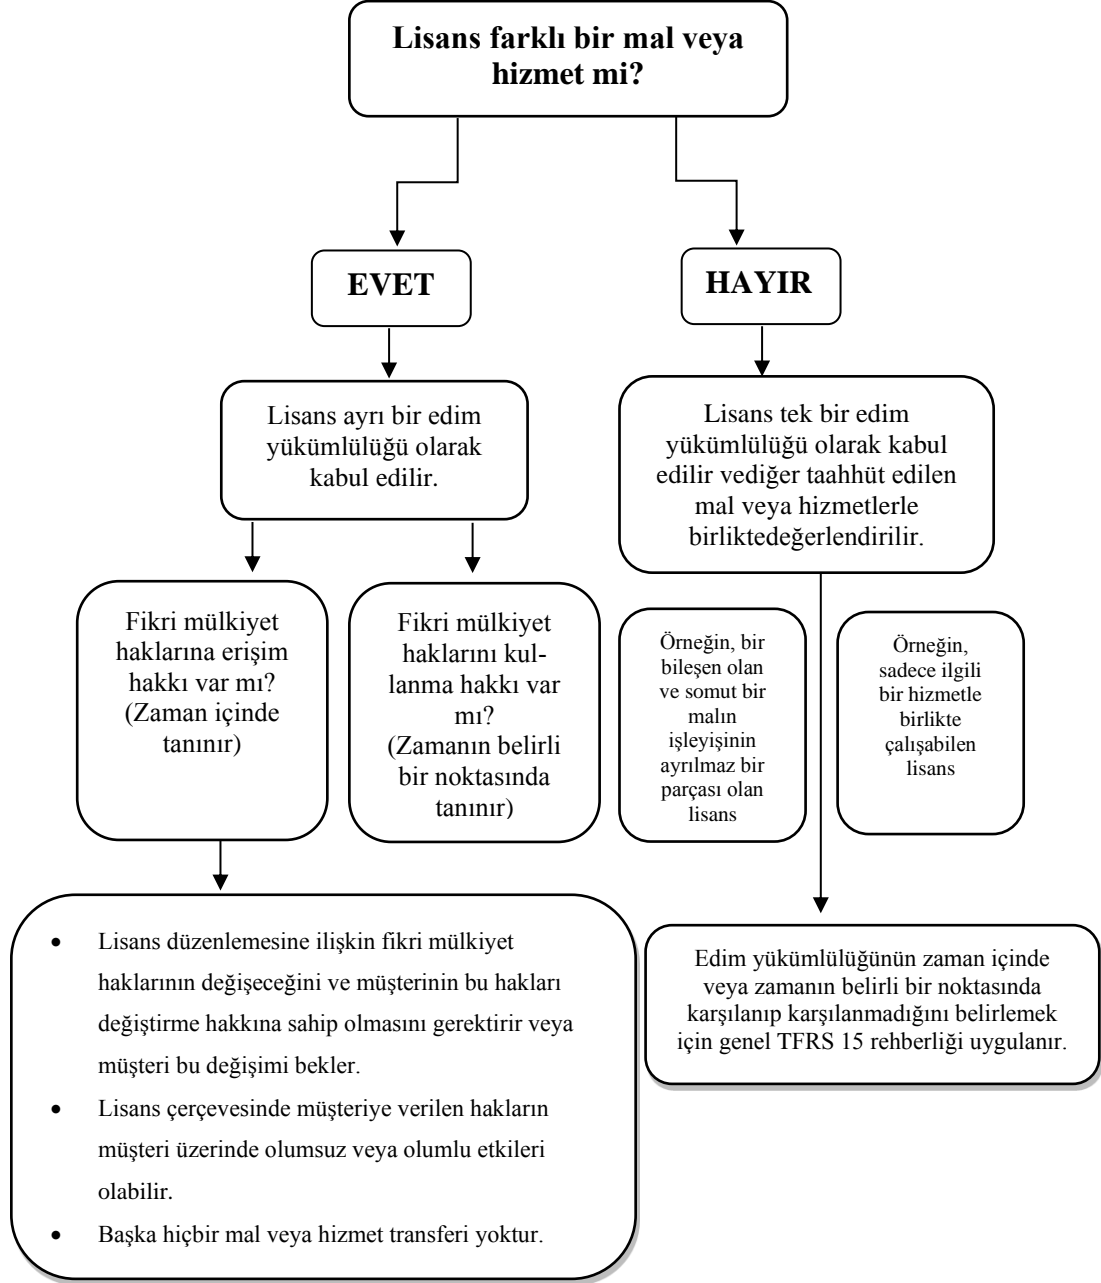 Lisans farklı bir mal veya
hizmet mi?
EVET
HAYIR
Lisans ayrı bir edim
yükümlülüğü olarak
kabul edilir.
Lisans tek bir edim
yükümlülüğü olarak kabul
edilir vediğer taahhüt edilen
mal veya hizmetlerle
birliktedeğerlendirilir.
Fikri mülkiyet
haklarına erişim
hakkı var mı?
(Zaman içinde
tanınır)
Fikri mülkiyet
haklarını kul-
lanma hakkı var
mı?
(Zamanın belirli
bir noktasında
tanınır)
Örneğin, bir
bileşen olan
ve somut bir
malın
işleyişinin
ayrılmaz bir
parçası olan
lisans
Örneğin,
sadece ilgili
bir hizmetle
birlikte
çalışabilen
lisans
• Lisans düzenlemesine ilişkin fikri mülkiyet
haklarının değişeceğini ve müşterinin bu hakları
değiştirme hakkına sahip olmasını gerektirir veya
müşteri bu değişimi bekler.
• Lisans çerçevesinde müşteriye verilen hakların
müşteri üzerinde olumsuz veya olumlu etkileri
olabilir.
• Başka hiçbir mal veya hizmet transferi yoktur.
Edim yükümlülüğünün zaman içinde
veya zamanın belirli bir noktasında
karşılanıp karşılanmadığını belirlemek
için genel TFRS 15 rehberliği uygulanır.